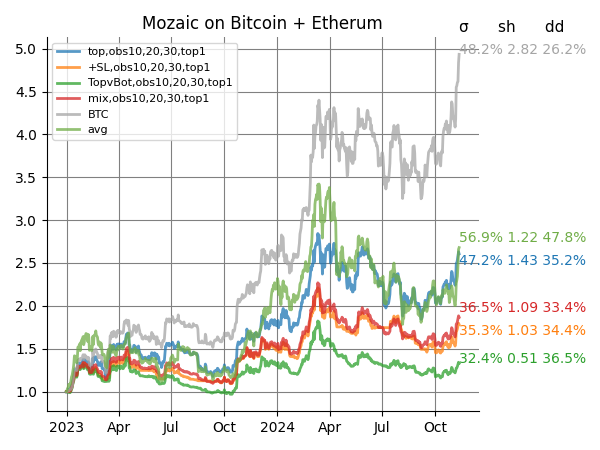 Mozaic on Bitcoin + Etherum
σ sh dd
top,obs10,20,30,top1
+SL,obs10,20,30,top1
TopvBot,obs10,20,30,top1
mix,obs10,20,30,top1
BTC
avg
48.2% 2.82 26.2%
56.9% 1.22 47.8%
47.2% 1.43 35.2%
36.5% 1.09 33.4%
35.3% 1.03 34.4%
32.4% 0.51 36.5%
5.0
4.5
4.0
3.5
3.0
2.5
2.0
1.5
1.0
2023 Apr Jul Oct 2024 Apr Jul Oct